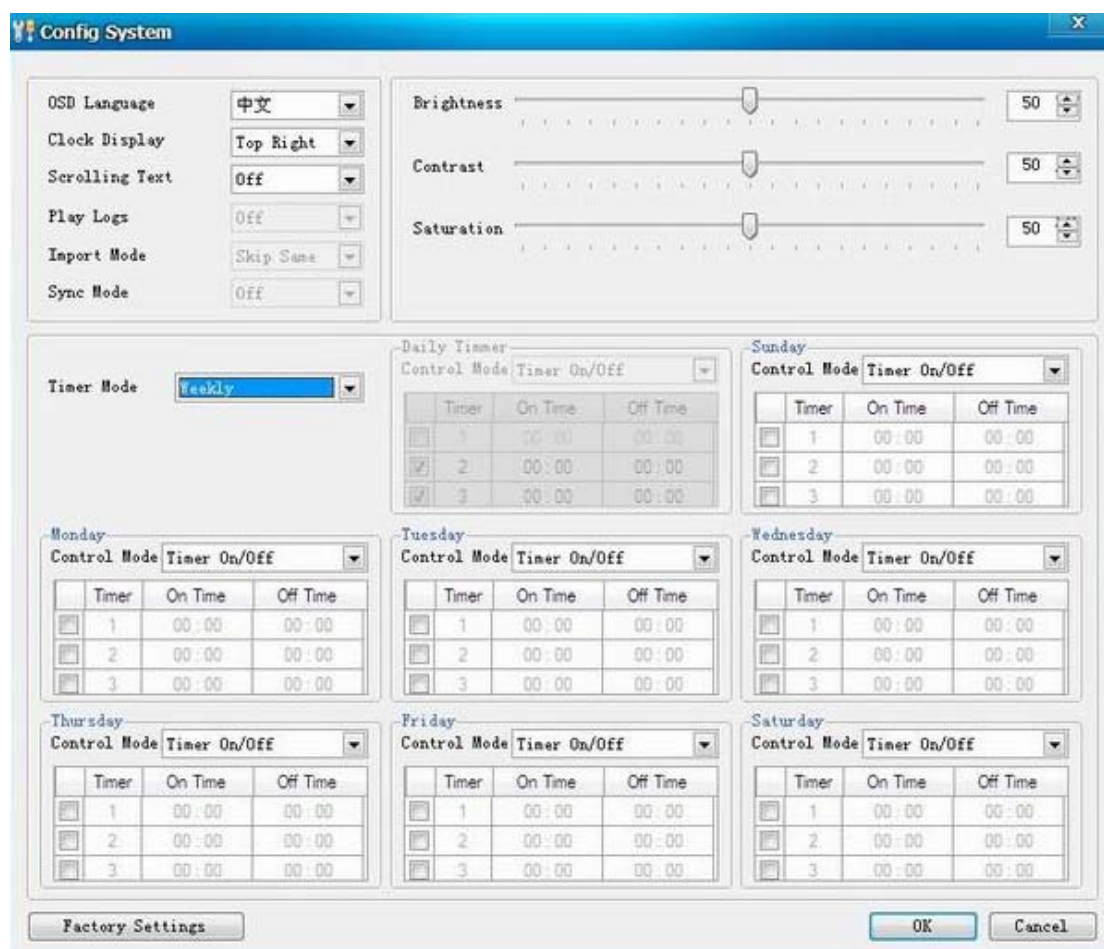 Config System
OSD Language 中文
Clock Display Top Right
Scrolling Text Off
Play Logs Off
Import Mode Skip Same
Sync Mode Off
Brightness 50
Contrast 50
Saturation 50
Timer Mode Weekly
Daily Timmer
Control Mode Timer On/Off
Timer On Time Off Time
1 00:00 00:00
2 00:00 00:00
3 00:00 00:00
Sunday
Control Mode Timer On/Off
Timer On Time Off Time
1 00:00 00:00
2 00:00 00:00
3 00:00 00:00
Monday
Control Mode Timer On/Off
Timer On Time Off Time
1 00:00 00:00
2 00:00 00:00
3 00:00 00:00
Tuesday
Control Mode Timer On/Off
Timer On Time Off Time
1 00:00 00:00
2 00:00 00:00
3 00:00 00:00
Wednesday
Control Mode Timer On/Off
Timer On Time Off Time
1 00:00 00:00
2 00:00 00:00
3 00:00 00:00
Thursday
Control Mode Timer On/Off
Timer On Time Off Time
1 00:00 00:00
2 00:00 00:00
3 00:00 00:00
Friday
Control Mode Timer On/Off
Timer On Time Off Time
1 00:00 00:00
2 00:00 00:00
3 00:00 00:00
Saturday
Control Mode Timer On/Off
Timer On Time Off Time
1 00:00 00:00
2 00:00 00:00
3 00:00 00:00
Factory Settings OK Cancel